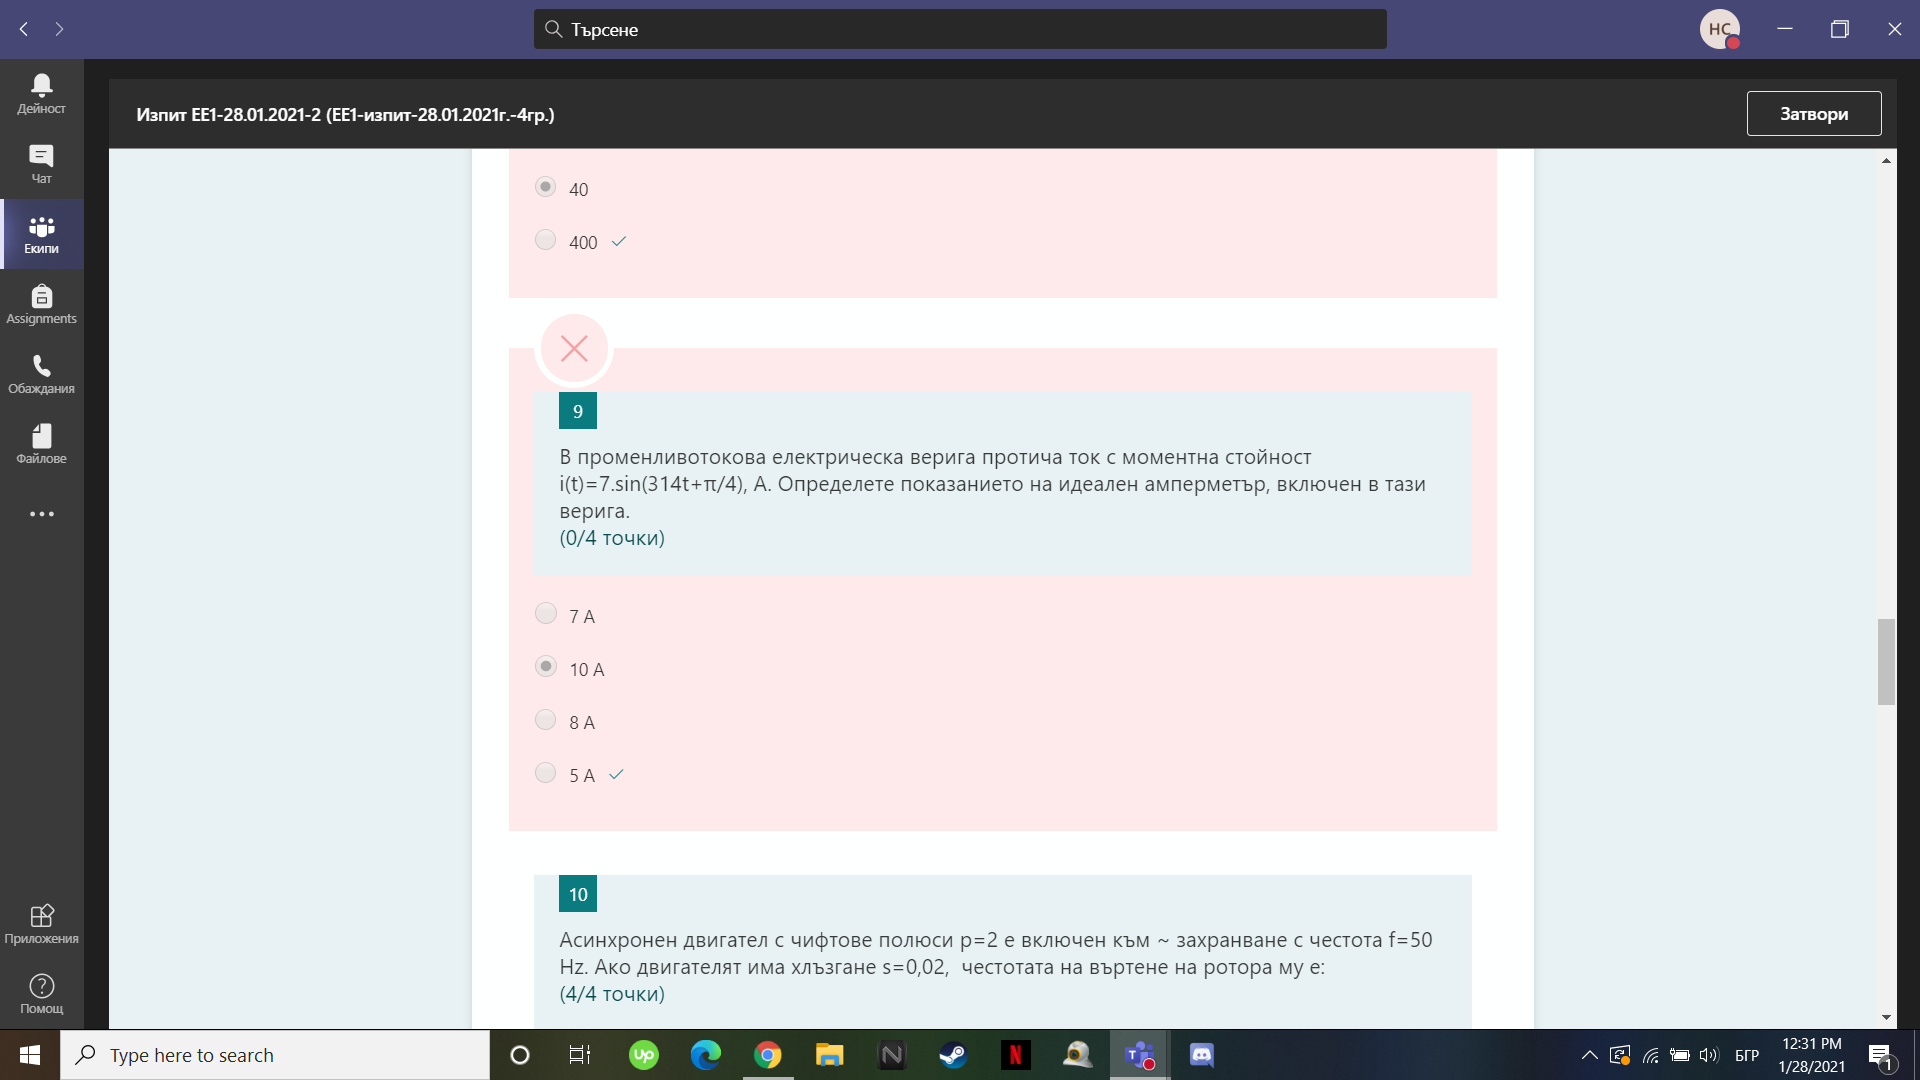 Търсене
HC
Дейност
Чат
Екипи
Assignments
Обаждания
Файлове
Приложения
Помощ
Изпит EE1-28.01.2021-2 (EE1-изпит-28.01.2021г.-4гр.)
Затвори
40
400
9
В променливотокова електрическа верига протича ток с моментна стойност
i(t)=7.sin(314t+π/4), A. Определете показанието на идеален амперметър, включен в тази
верига.
(0/4 точки)
7 A
10 A
8 A
5 A
10
Асинхронен двигател с чифтове полюси p=2 е включен към ~ захранване с честота f=50
Hz. Ако двигателят има хлъзгане s=0,02, честотата на въртене на ротора му е:
(4/4 точки)
Type here to search
Up
N
N
T
БГР
12:31 PM
1/28/2021
1